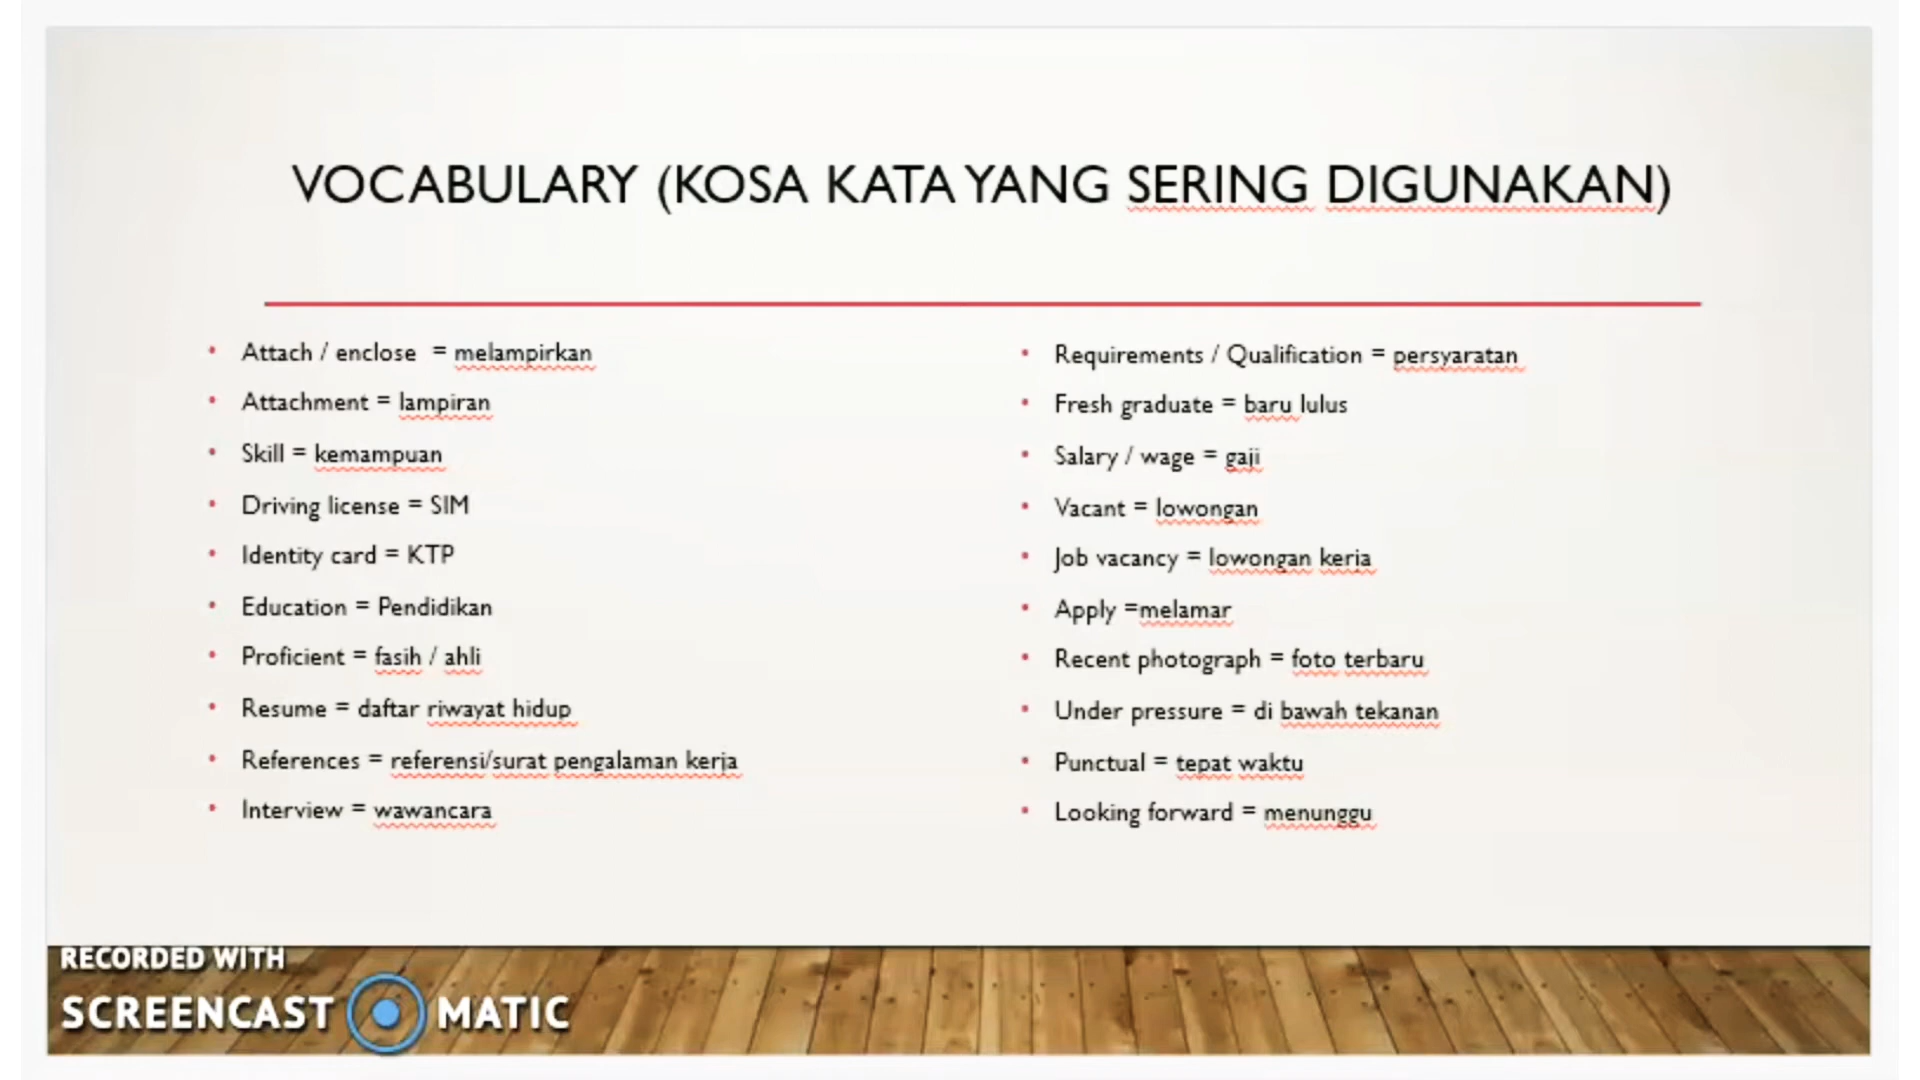 VOCABULARY (KOSA KATA YANG SERING DIGUNAKAN)
• Attach / enclose = melampirkan
• Attachment = lampiran
• Skill = kemampuan
• Driving license = SIM
• Identity card = KTP
• Education = Pendidikan
• Proficient = fasih / ahli
• Resume = daftar riwayat hidup
• References = referensi/surat pengalaman kerja
• Interview = wawancara
• Requirements / Qualification = persyaratan
• Fresh graduate = baru lulus
• Salary / wage = gaji
• Vacant = lowongan
• Job vacancy = lowongan kerja
• Apply =melamar
• Recent photograph = foto terbaru
• Under pressure = di bawah tekanan
• Punctual = tepat waktu
• Looking forward = menunggu
RECORDED WITH
SCREENCAST MATIC